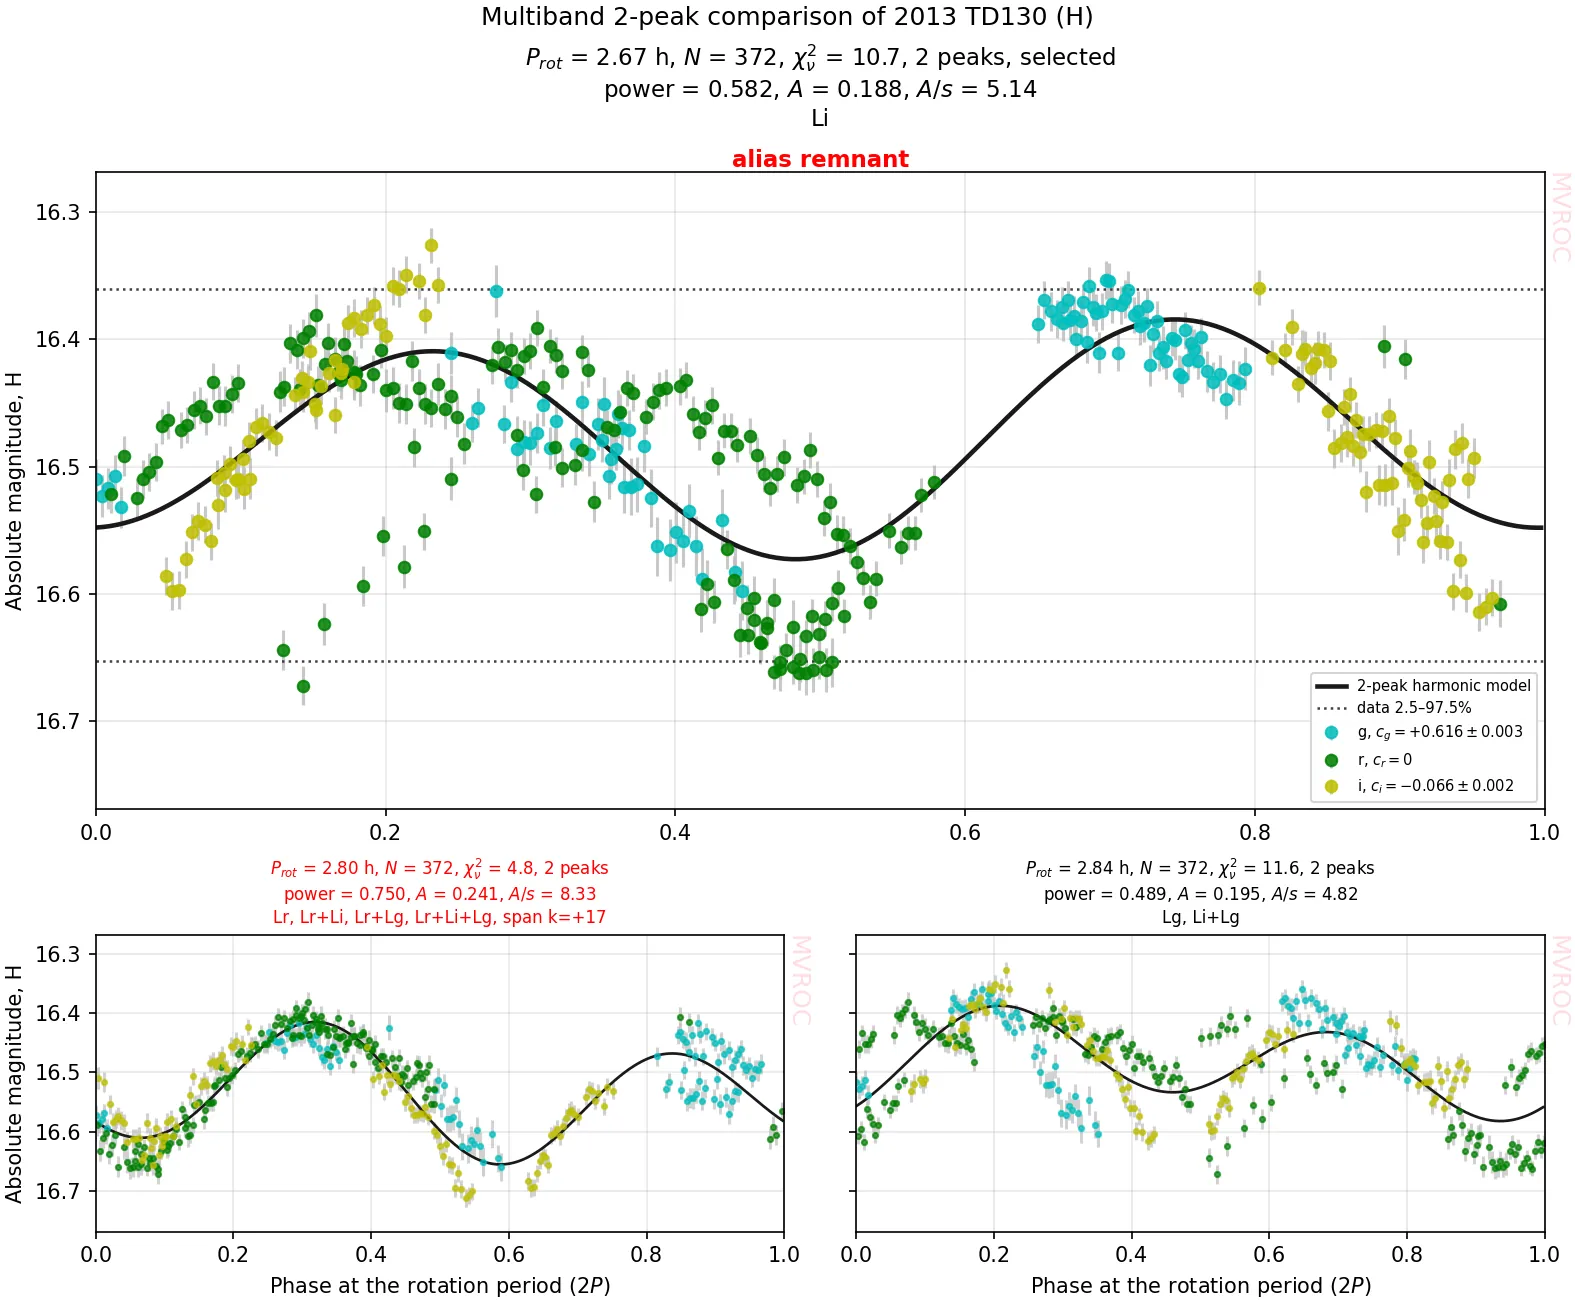 Multiband 2-peak comparison of 2013 TD130 (H)
P_rot = 2.67 h, N = 372, χ²_ν = 10.7, 2 peaks, selected
power = 0.582, A = 0.188, A/s = 5.14
Li
alias remnant
MVROC
Absolute magnitude, H
16.3
16.4
16.5
16.6
16.7
2-peak harmonic model
data 2.5–97.5%
g, c_g = +0.616 ± 0.003
r, c_r = 0
i, c_i = −0.066 ± 0.002
0.0 0.2 0.4 0.6 0.8 1.0
P_rot = 2.80 h, N = 372, χ²_ν = 4.8, 2 peaks
power = 0.750, A = 0.241, A/s = 8.33
Lr, Lr+Li, Lr+Lg, Lr+Li+Lg, span k=+17
MVROC
Absolute magnitude, H
16.3
16.4
16.5
16.6
16.7
0.0 0.2 0.4 0.6 0.8 1.0
Phase at the rotation period (2P)
P_rot = 2.84 h, N = 372, χ²_ν = 11.6, 2 peaks
power = 0.489, A = 0.195, A/s = 4.82
Lg, Li+Lg
MVROC
0.0 0.2 0.4 0.6 0.8 1.0
Phase at the rotation period (2P)